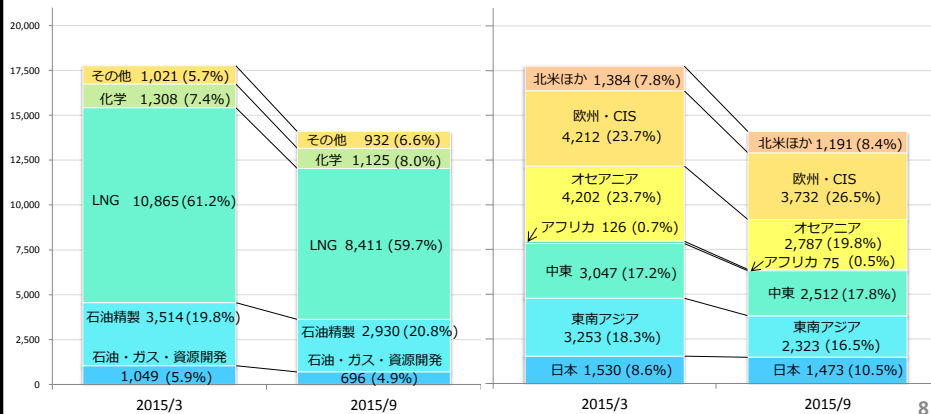 20,000
17,500
15,000
12,500
10,000
7,500
5,000
2,500
0
その他 1,021 (5.7%)
化学 1,308 (7.4%)
LNG 10,865 (61.2%)
石油精製 3,514 (19.8%)
石油・ガス・資源開発
1,049 (5.9%)
2015/3
その他 932 (6.6%)
化学 1,125 (8.0%)
LNG 8,411 (59.7%)
石油精製 2,930 (20.8%)
石油・ガス・資源開発
696 (4.9%)
2015/9
北米ほか 1,384 (7.8%)
欧州・CIS
4,212 (23.7%)
オセアニア
4,202 (23.7%)
アフリカ 126 (0.7%)
中東 3,047 (17.2%)
東南アジア
3,253 (18.3%)
日本 1,530 (8.6%)
2015/3
北米ほか 1,191 (8.4%)
欧州・CIS
3,732 (26.5%)
オセアニア
2,787 (19.8%)
アフリカ 75 (0.5%)
中東 2,512 (17.8%)
東南アジア
2,323 (16.5%)
日本 1,473 (10.5%)
2015/9
8